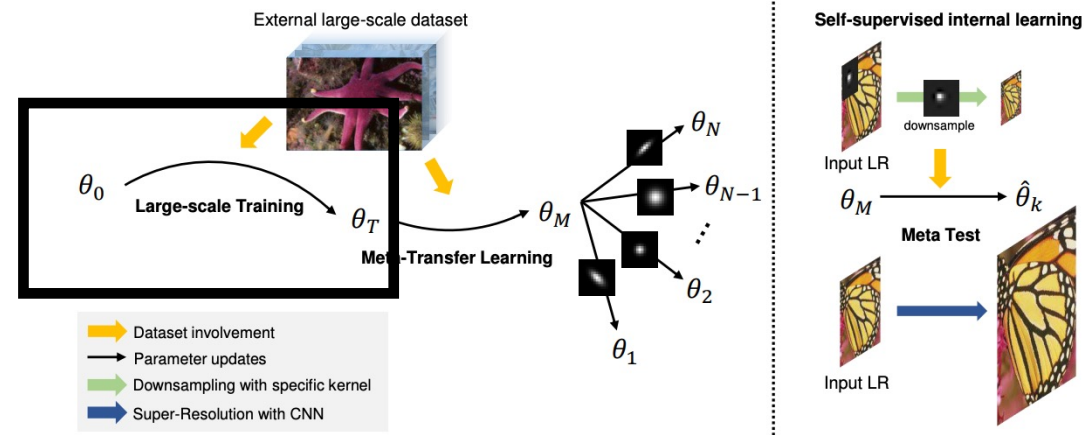 External large-scale dataset
θ_0
Large-scale Training
θ_T
Meta-Transfer Learning
θ_M
θ_N
θ_{N−1}
θ_2
θ_1
Dataset involvement
Parameter updates
Downsampling with specific kernel
Super-Resolution with CNN
Self-supervised internal learning
downsample
Input LR
θ_M
θ̂_k
Meta Test
Input LR